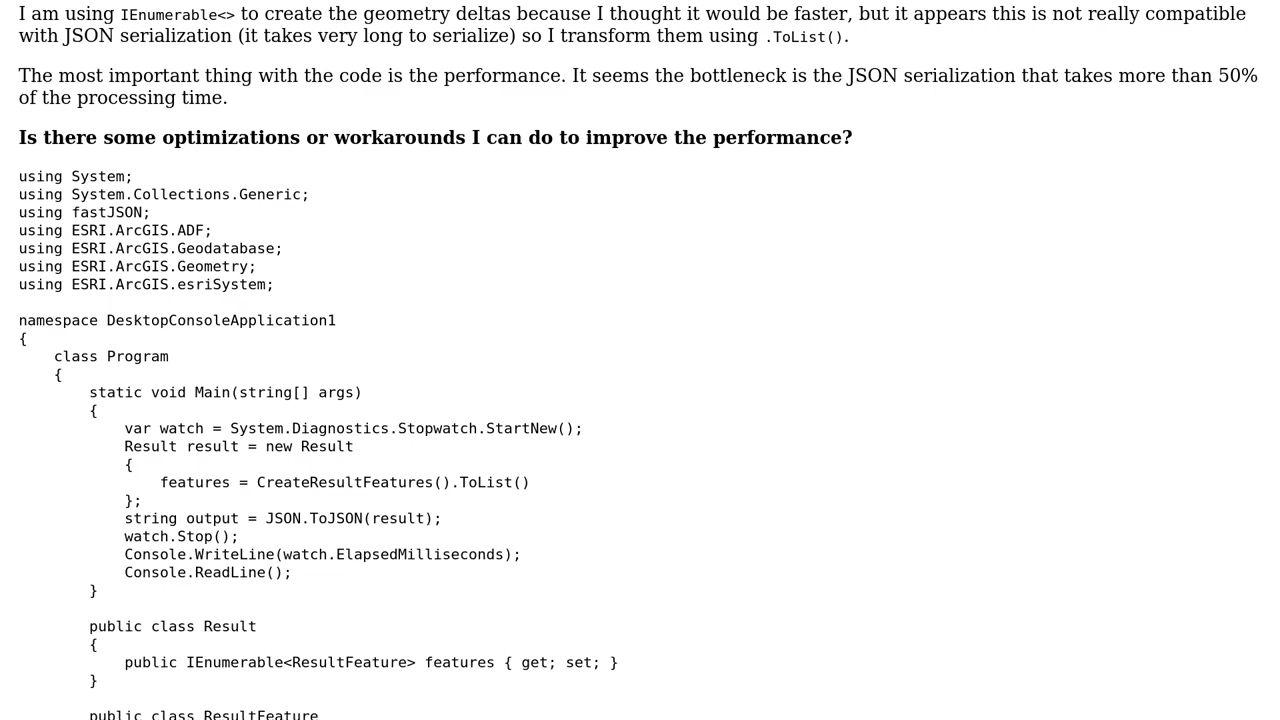 I am using IEnumerable<> to create the geometry deltas because I thought it would be faster, but it appears this is not really compatible
with JSON serialization (it takes very long to serialize) so I transform them using .ToList().
The most important thing with the code is the performance. It seems the bottleneck is the JSON serialization that takes more than 50%
of the processing time.
Is there some optimizations or workarounds I can do to improve the performance?
using System;
using System.Collections.Generic;
using fastJSON;
using ESRI.ArcGIS.ADF;
using ESRI.ArcGIS.Geodatabase;
using ESRI.ArcGIS.Geometry;
using ESRI.ArcGIS.esriSystem;
namespace DesktopConsoleApplication1
{
    class Program
    {
        static void Main(string[] args)
        {
            var watch = System.Diagnostics.Stopwatch.StartNew();
            Result result = new Result
            {
                features = CreateResultFeatures().ToList()
            };
            string output = JSON.ToJSON(result);
            watch.Stop();
            Console.WriteLine(watch.ElapsedMilliseconds);
            Console.ReadLine();
        }
        public class Result
        {
            public IEnumerable<ResultFeature> features { get; set; }
        }
        public class ResultFeature